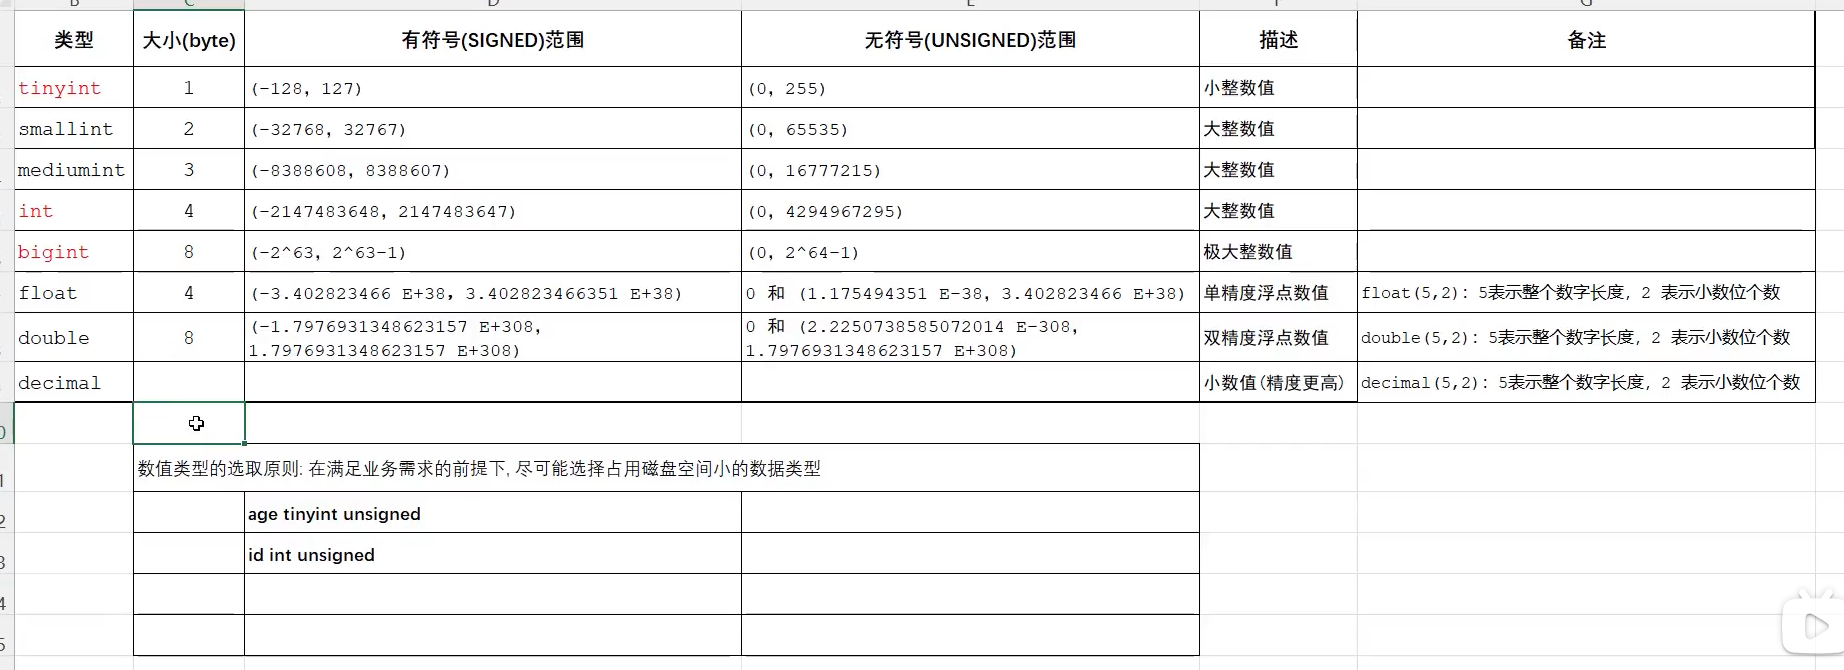 类型 大小(byte) 有符号(SIGNED)范围 无符号(UNSIGNED)范围 描述 备注
tinyint 1 (-128, 127) (0, 255) 小整数值
smallint 2 (-32768, 32767) (0, 65535) 大整数值
mediumint 3 (-8388608, 8388607) (0, 16777215) 大整数值
int 4 (-2147483648, 2147483647) (0, 4294967295) 大整数值
bigint 8 (-2^63, 2^63-1) (0, 2^64-1) 极大整数值
float 4 (-3.402823466 E+38, 3.402823466351 E+38) 0 和 (1.175494351 E-38, 3.402823466 E+38) 单精度浮点数值 float(5,2): 5表示整个数字长度, 2 表示小数位个数
double 8 (-1.7976931348623157 E+308, 1.7976931348623157 E+308) 0 和 (2.2250738585072014 E-308, 1.7976931348623157 E+308) 双精度浮点数值 double(5,2): 5表示整个数字长度, 2 表示小数位个数
decimal 小数值(精度更高) decimal(5,2): 5表示整个数字长度, 2 表示小数位个数
数值类型的选取原则: 在满足业务需求的前提下, 尽可能选择占用磁盘空间小的数据类型
age tinyint unsigned
id int unsigned